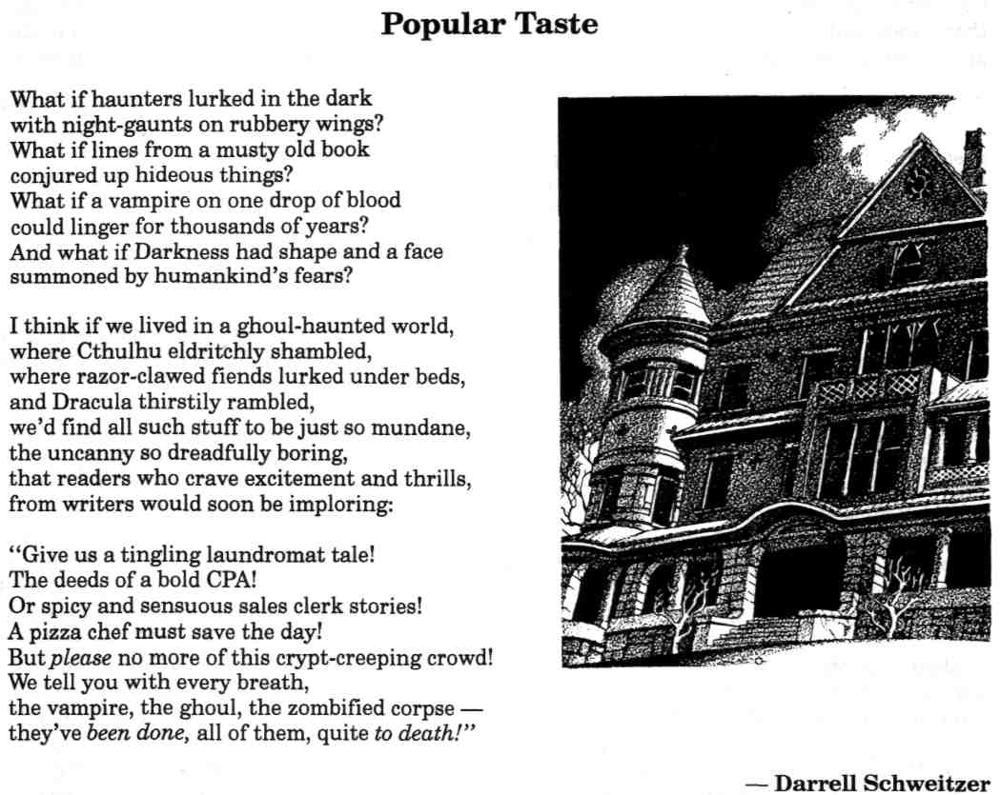 Popular Taste
What if haunters lurked in the dark
with night-gaunts on rubbery wings?
What if lines from a musty old book
conjured up hideous things?
What if a vampire on one drop of blood
could linger for thousands of years?
And what if Darkness had shape and a face
summoned by humankind’s fears?
I think if we lived in a ghoul-haunted world,
where Cthulhu eldritchly shambled,
where razor-clawed fiends lurked under beds,
and Dracula thirstily rambled,
we’d find all such stuff to be just so mundane,
the uncanny so dreadfully boring,
that readers who crave excitement and thrills,
from writers would soon be imploring:
“Give us a tingling laundromat tale!
The deeds of a bold CPA!
Or spicy and sensuous sales clerk stories!
A pizza chef must save the day!
But please no more of this crypt-creeping crowd!
We tell you with every breath,
the vampire, the ghoul, the zombified corpse —
they’ve been done, all of them, quite to death!”
— Darrell Schweitzer